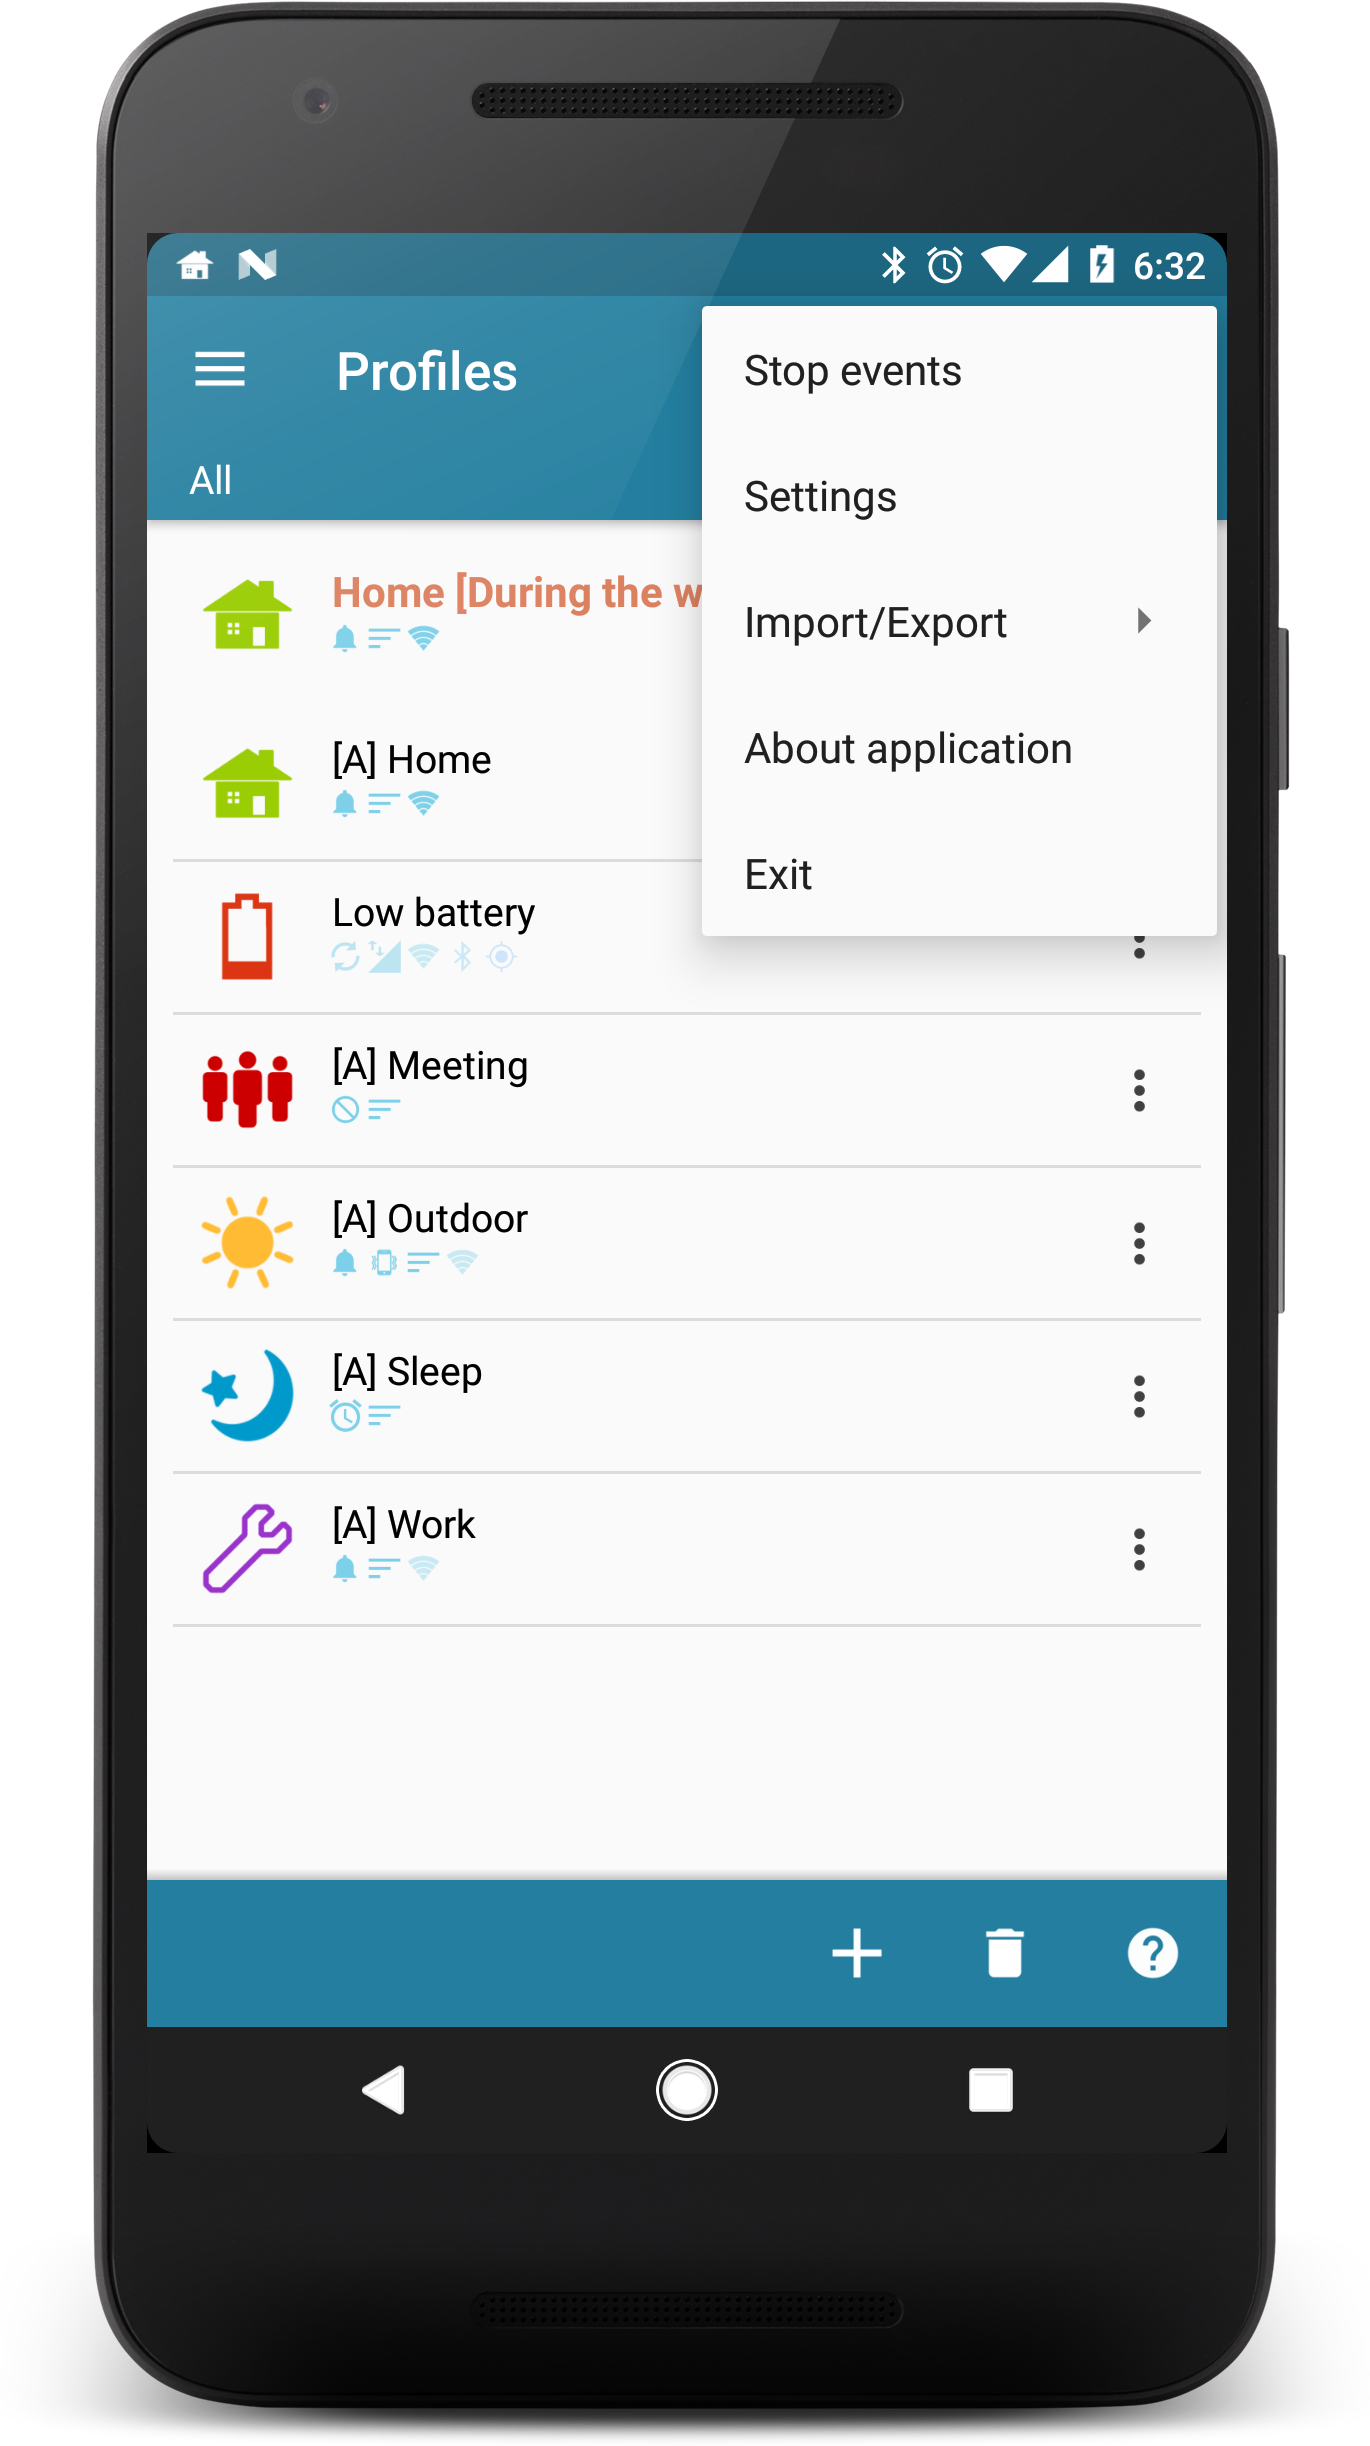 6:32
Profiles
All
Stop events
Settings
Import/Export
About application
Exit
Home [During the
[A] Home
Low battery
[A] Meeting
[A] Outdoor
[A] Sleep
[A] Work